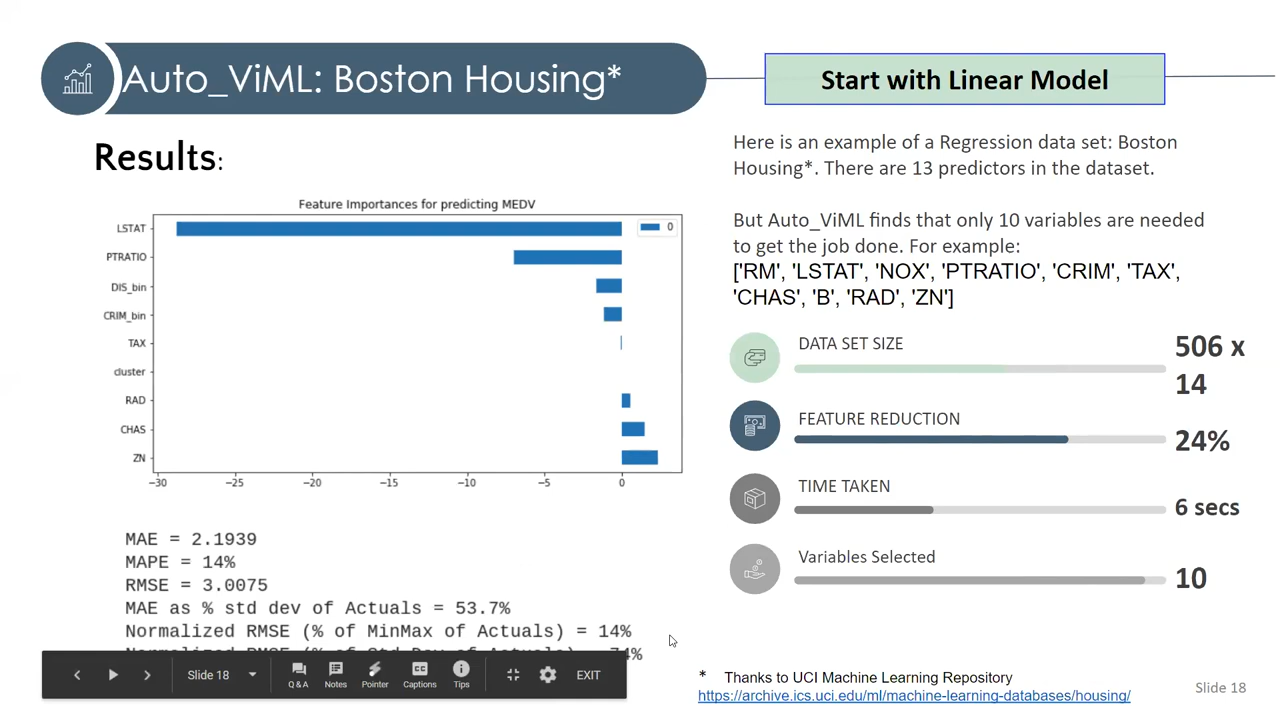 Auto_ViML: Boston Housing*
Start with Linear Model
Results:
Feature Importances for predicting MEDV
0
LSTAT
PTRATIO
DIS_bin
CRIM_bin
TAX
cluster
RAD
CHAS
ZN
−30 −25 −20 −15 −10 −5 0
MAE = 2.1939
MAPE = 14%
RMSE = 3.0075
MAE as % std dev of Actuals = 53.7%
Normalized RMSE (% of MinMax of Actuals) = 14%
Here is an example of a Regression data set: Boston
Housing*. There are 13 predictors in the dataset.
But Auto_ViML finds that only 10 variables are needed
to get the job done. For example:
['RM', 'LSTAT', 'NOX', 'PTRATIO', 'CRIM', 'TAX',
'CHAS', 'B', 'RAD', 'ZN']
DATA SET SIZE
506 x
14
FEATURE REDUCTION
24%
TIME TAKEN
6 secs
Variables Selected
10
Slide 18
Q & A
Notes
Pointer
Captions
Tips
EXIT
* Thanks to UCI Machine Learning Repository
https://archive.ics.uci.edu/ml/machine-learning-databases/housing/
Slide 18